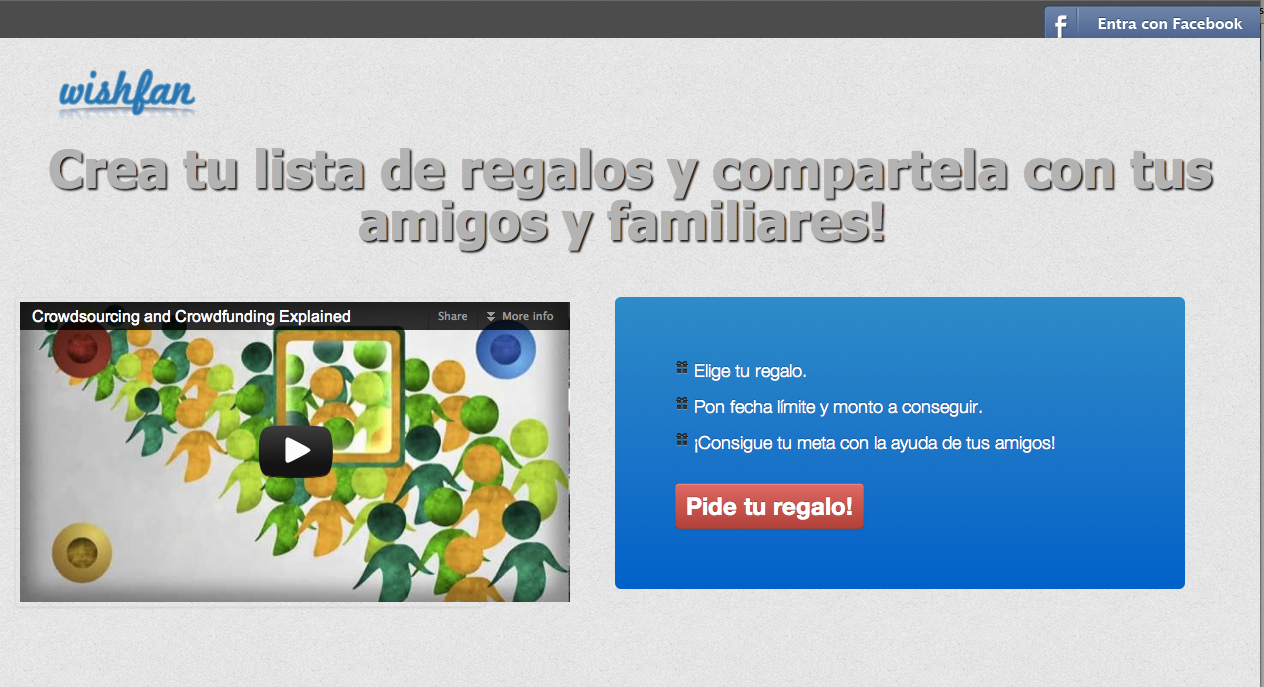 Entra con Facebook
wishfan
Crea tu lista de regalos y compartela con tus
amigos y familiares!
Crowdsourcing and Crowdfunding Explained
Share
More info
Elige tu regalo.
Pon fecha límite y monto a conseguir.
¡Consigue tu meta con la ayuda de tus amigos!
Pide tu regalo!